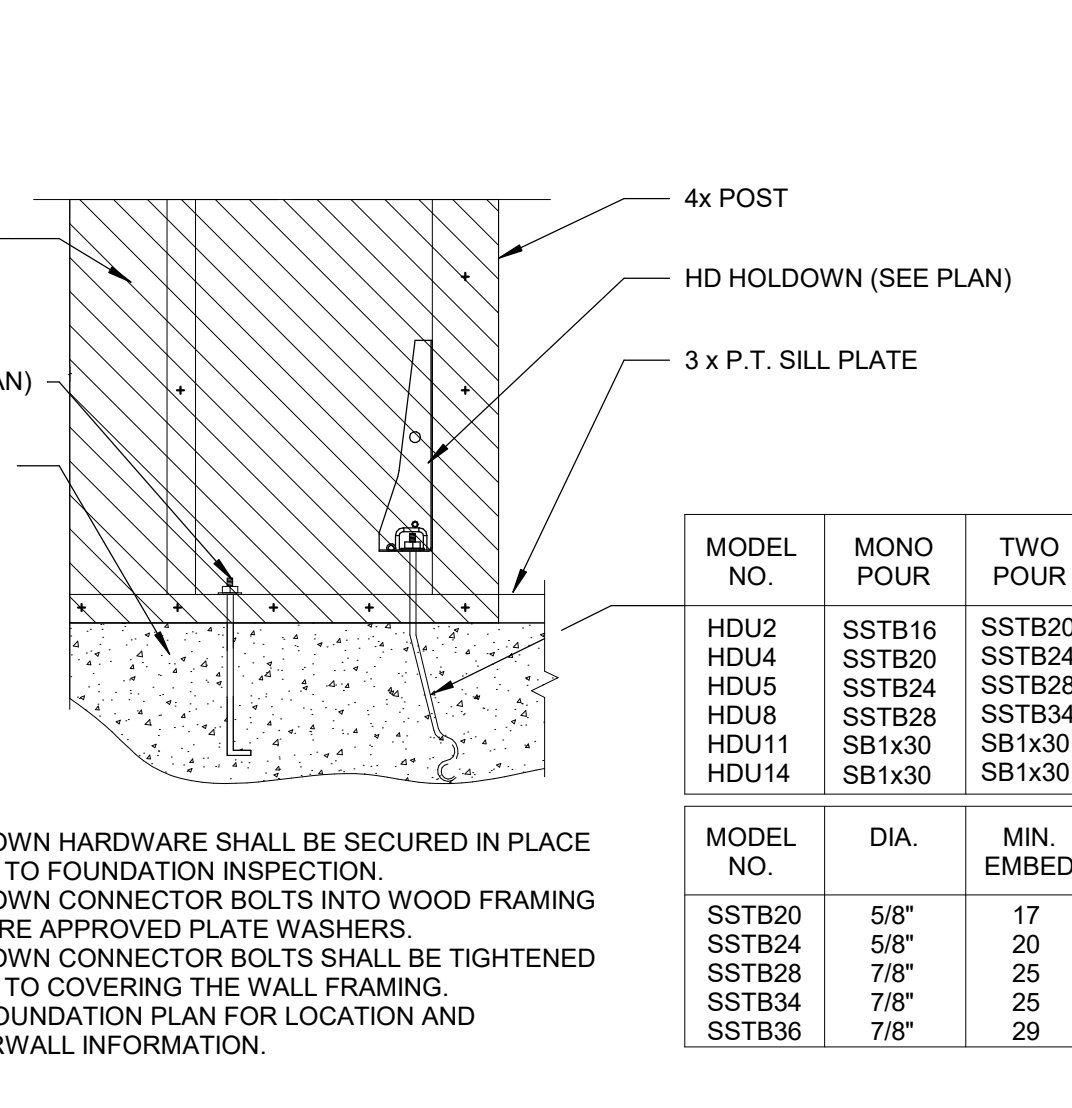 4x POST
HD HOLDOWN (SEE PLAN)
3 x P.T. SILL PLATE
AN)
MODEL NO. MONO POUR TWO POUR
HDU2 SSTB16 SSTB20
HDU4 SSTB20 SSTB24
HDU5 SSTB24 SSTB28
HDU8 SSTB28 SSTB34
HDU11 SB1x30 SB1x30
HDU14 SB1x30 SB1x30
MODEL NO. DIA. MIN. EMBED
SSTB20 5/8" 17
SSTB24 5/8" 20
SSTB28 7/8" 25
SSTB34 7/8" 25
SSTB36 7/8" 29
OWN HARDWARE SHALL BE SECURED IN PLACE
TO FOUNDATION INSPECTION.
OWN CONNECTOR BOLTS INTO WOOD FRAMING
RE APPROVED PLATE WASHERS.
OWN CONNECTOR BOLTS SHALL BE TIGHTENED
TO COVERING THE WALL FRAMING.
OUNDATION PLAN FOR LOCATION AND
RWALL INFORMATION.